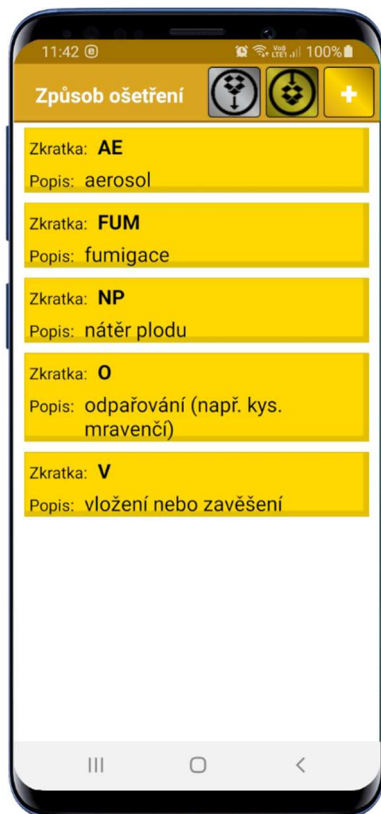 11:42 100%
Způsob ošetření
Zkratka: AE
Popis: aerosol
Zkratka: FUM
Popis: fumigace
Zkratka: NP
Popis: nátěr plodu
Zkratka: O
Popis: odpařování (např. kys.
mravenčí)
Zkratka: V
Popis: vložení nebo zavěšení